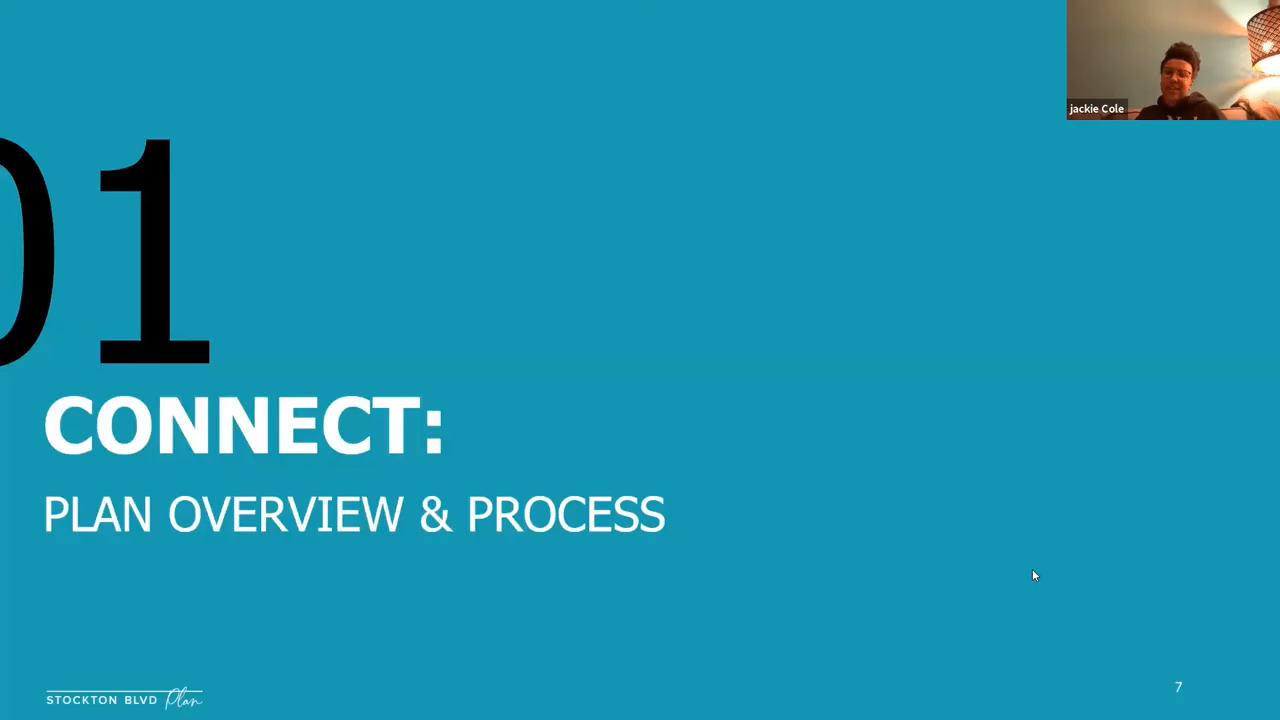 jackie Cole
01
CONNECT:
PLAN OVERVIEW & PROCESS
STOCKTON BLVD Plan
7